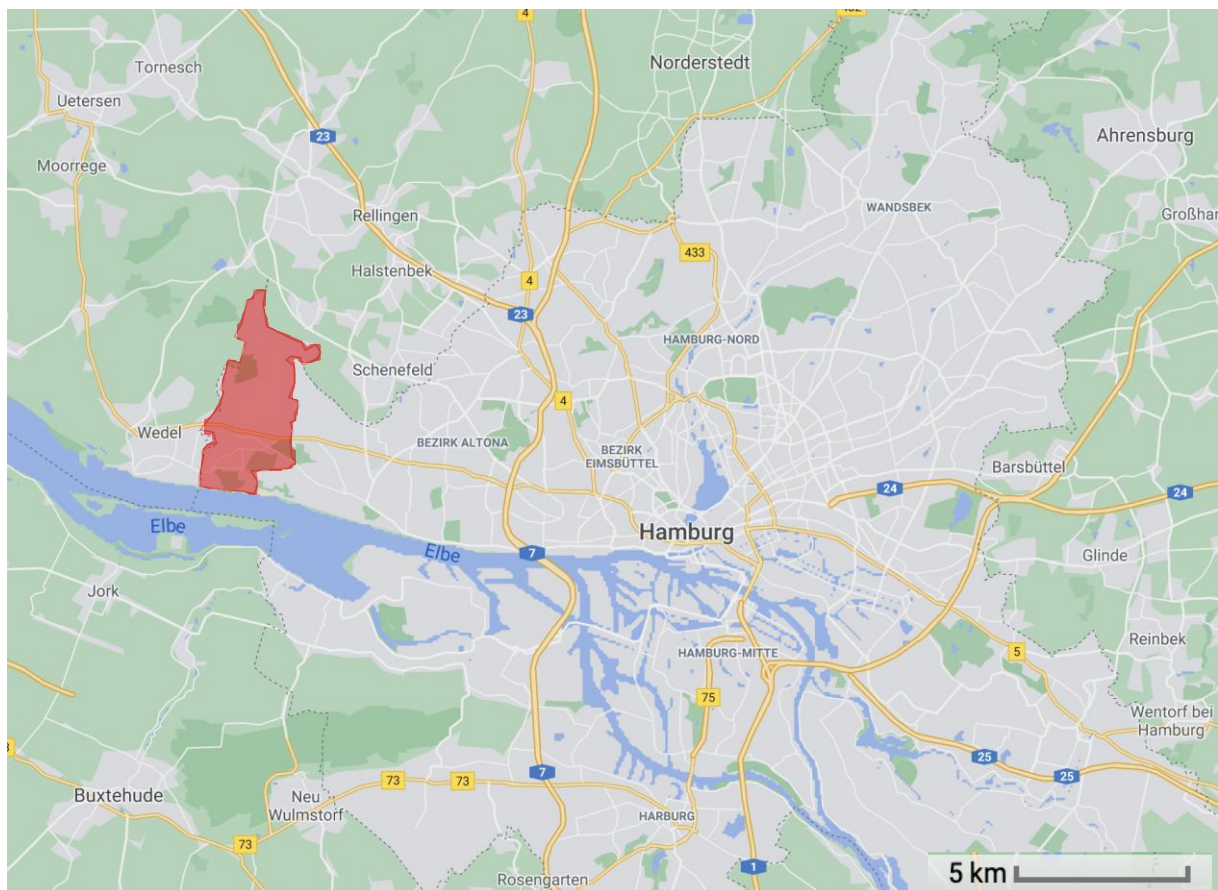 4
452
Norderstedt
Tornesch
Uetersen
23
Ahrensburg
Moorrege
WANDSBEK
Rellingen
Großhan
433
Halstenbek
4
23
HAMBURG-NORD
Schenefeld
4
Wedel
BEZIRK ALTONA
BEZIRK
EIMSBÜTTEL
Barsbüttel
24
24
Elbe
Hamburg
Elbe
7
Glinde
Jork
Reinbek
HAMBURG-MITTE
5
75
Wentorf bei
Hamburg
25
7
25
73
73
Buxtehude
Neu
Wulmstorf
HARBURG
73
1
Rosengarten
5 km